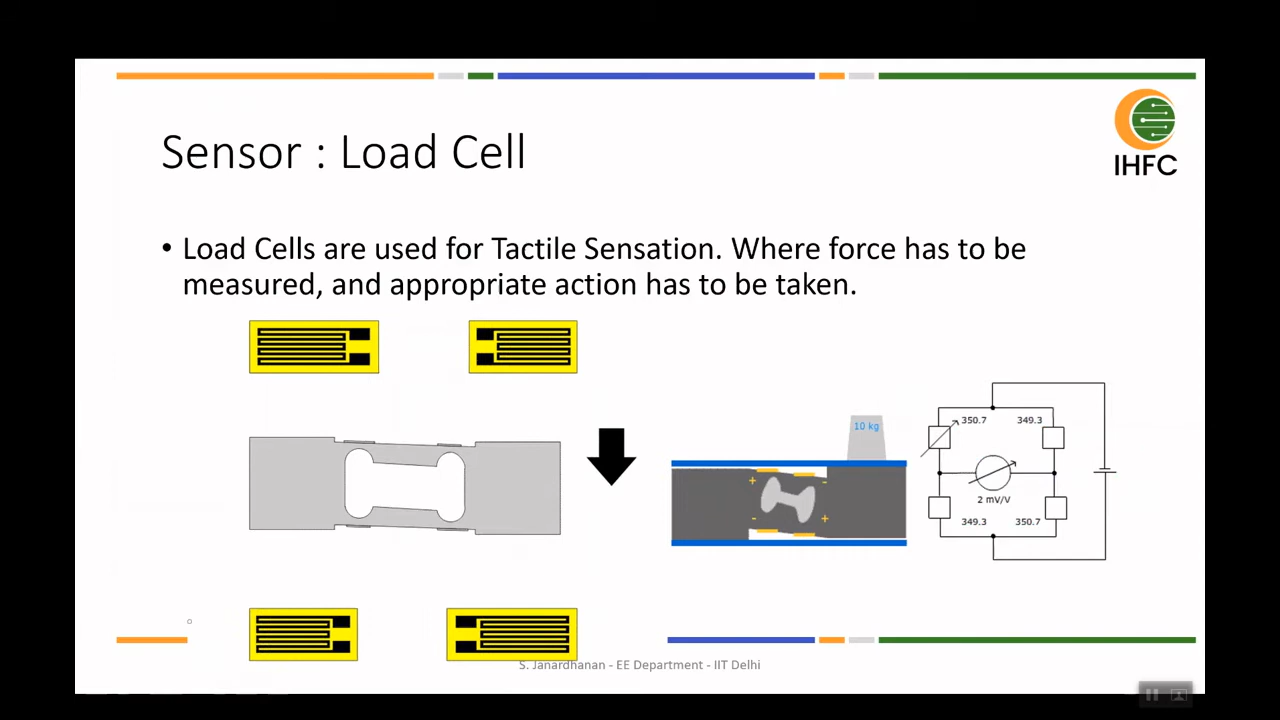 IHFC
Sensor : Load Cell
• Load Cells are used for Tactile Sensation. Where force has to be
measured, and appropriate action has to be taken.
10 kg
+ -
- +
350.7 349.3
2 mV/V
349.3 350.7
S. Janardhanan - EE Department - IIT Delhi